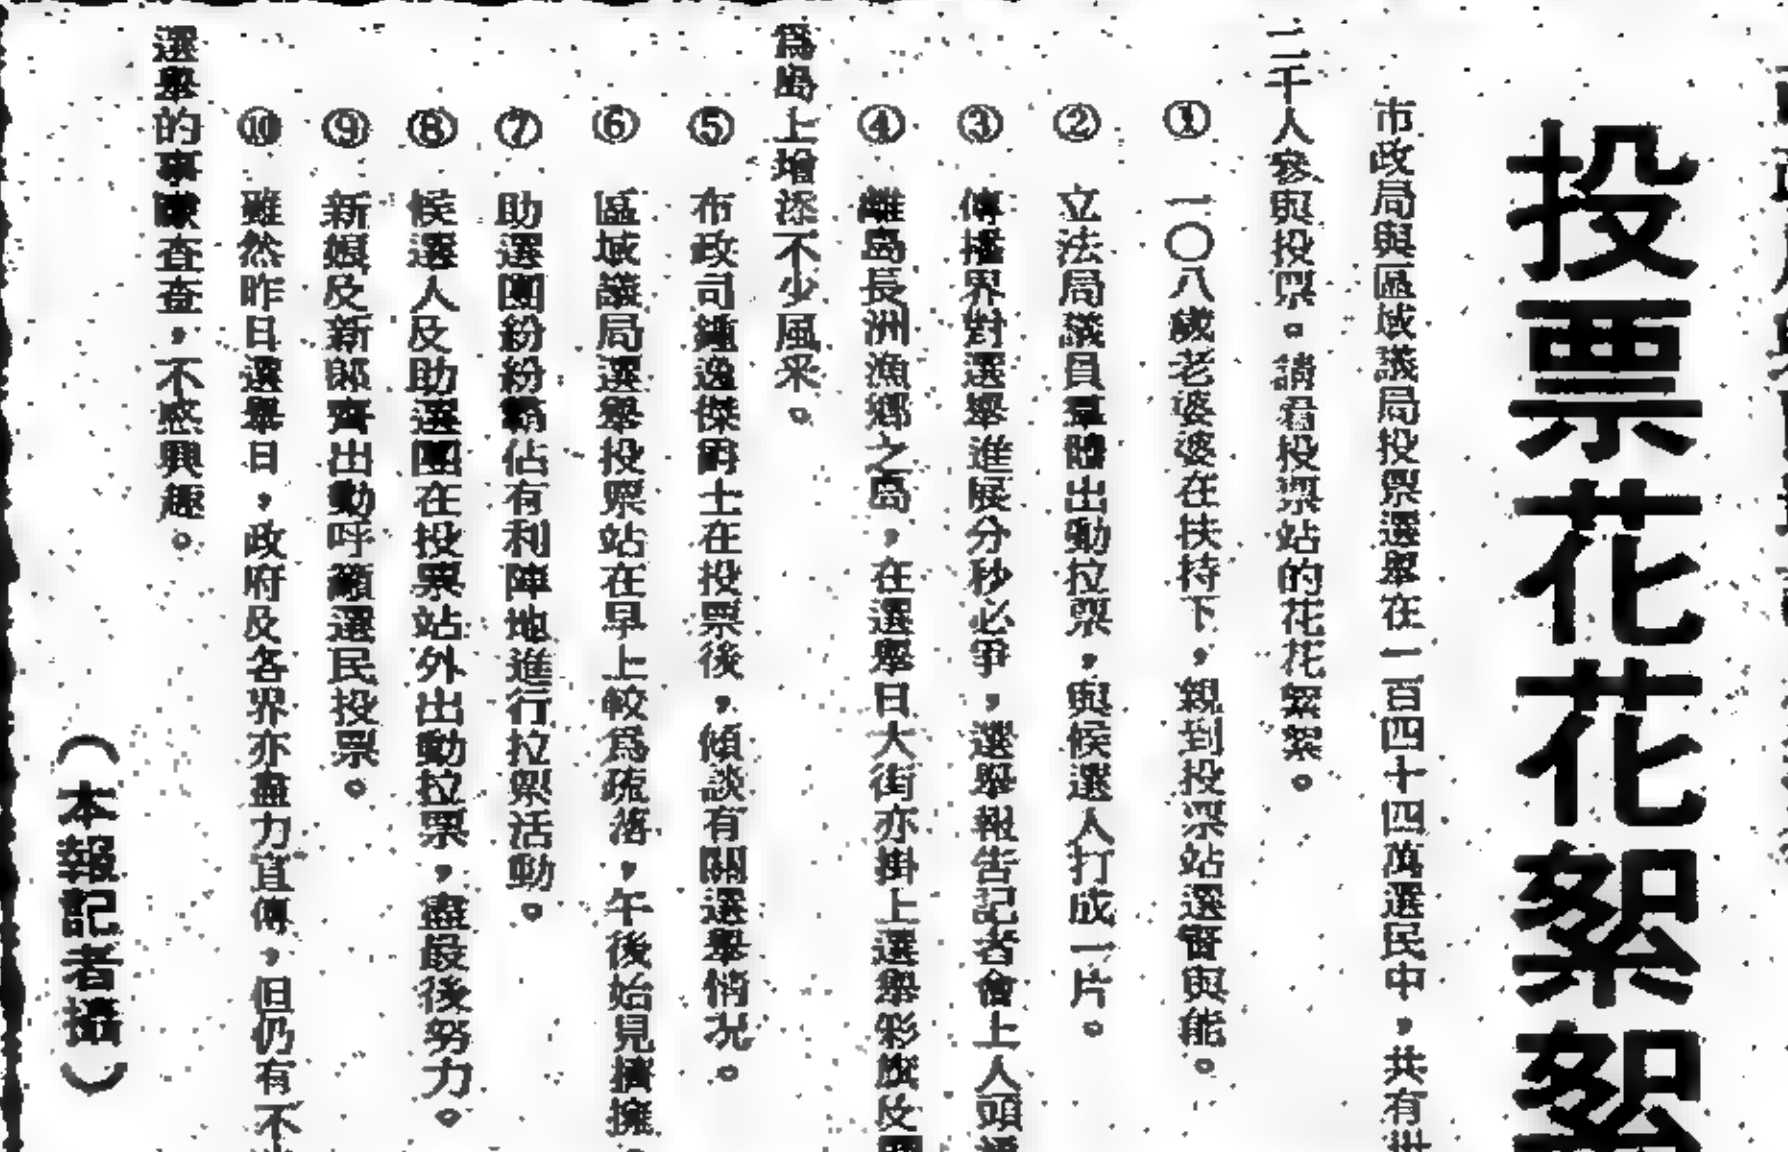 投票花花絮絮
市政局與區域議局投票選舉在一百四十四萬選民中，共有卅
二千人參與投票。請看投票站的花花絮絮。
① 一〇八歲老婆婆在扶持下，親到投票站選賢與能。
② 立法局議員羣體出動拉票，與候選人打成一片。
③ 傳播界對選舉進展分秒必爭，選舉報告記者會上人頭
④ 離島長洲漁鄉之島，在選舉日大街亦掛上選舉彩旗及
爲島上增添不少風采。
⑤ 布政司鍾逸傑爵士在投票後，傾談有關選舉情况。
⑥ 區域議局選舉投票站在早上較爲疏落，午後始見擠擁。
⑦ 助選團紛紛霸佔有利陣地進行拉票活動。
⑧ 候選人及助選團在投票站外出動拉票，盡最後努力。
⑨ 新娘及新郞齊出動呼籲選民投票。
⑩ 雖然昨日選舉日，政府及各界亦盡力宣傳，但仍有不
選舉的事，不感興趣。
（本報記者攝）